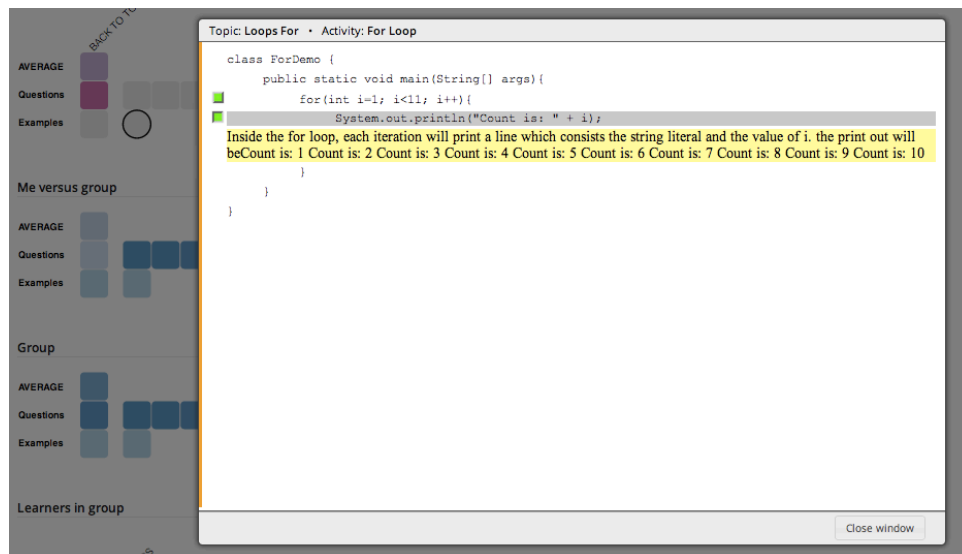 BACK TO TO
Topic: Loops For • Activity: For Loop
class ForDemo {
public static void main(String[] args){
for(int i=1; i<11; i++){
System.out.println("Count is: " + i);
Inside the for loop, each iteration will print a line which consists the string literal and the value of i. the print out will
beCount is: 1 Count is: 2 Count is: 3 Count is: 4 Count is: 5 Count is: 6 Count is: 7 Count is: 8 Count is: 9 Count is: 10
}
}
}
AVERAGE
Questions
Examples
Me versus group
AVERAGE
Questions
Examples
Group
AVERAGE
Questions
Examples
Learners in group
Close window